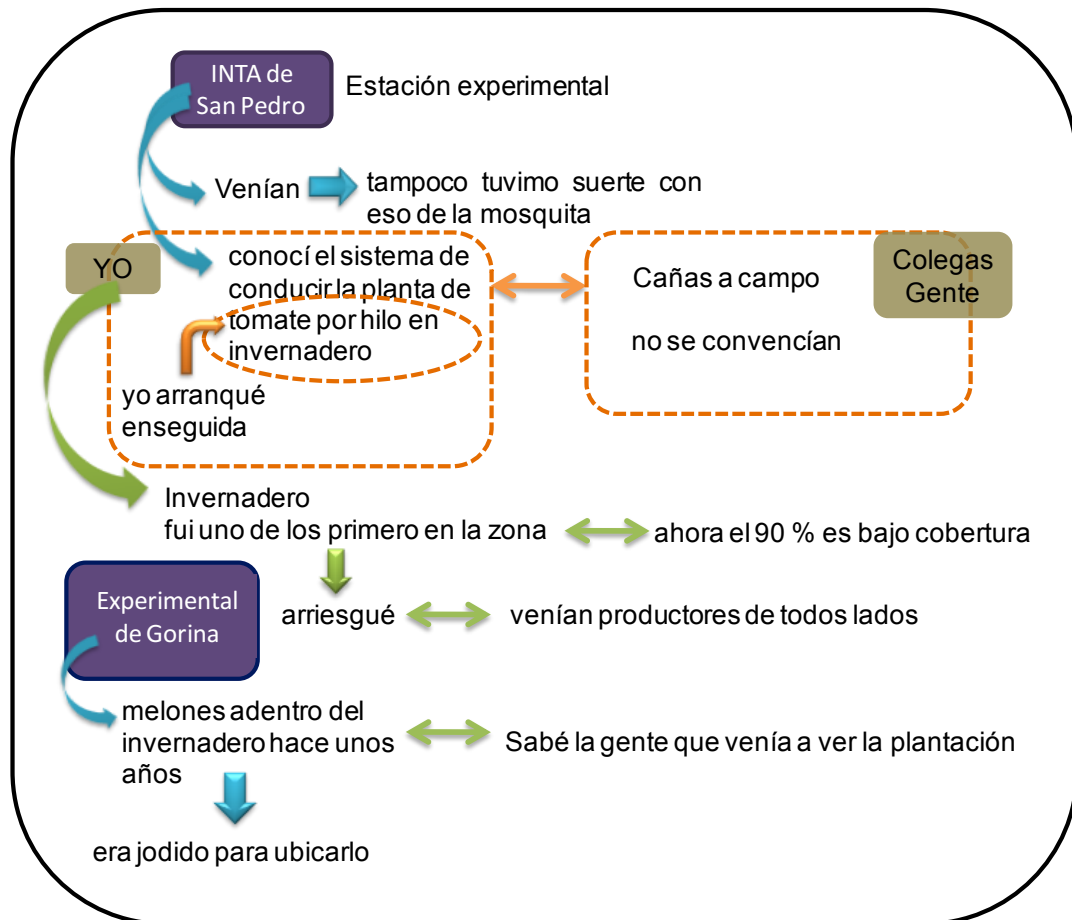 INTA de
San Pedro
Estación experimental
Venían
tampoco tuvimo suerte con
eso de la mosquita
YO
conocí el sistema de
conducir la planta de
tomate por hilo en
invernadero
yo arranqué
enseguida
Cañas a campo
no se convencían
Colegas
Gente
Invernadero
fui uno de los primero en la zona
ahora el 90 % es bajo cobertura
Experimental
de Gorina
arriesgué
venían productores de todos lados
melones adentro del
invernadero hace unos
años
Sabé la gente que venía a ver la plantación
era jodido para ubicarlo